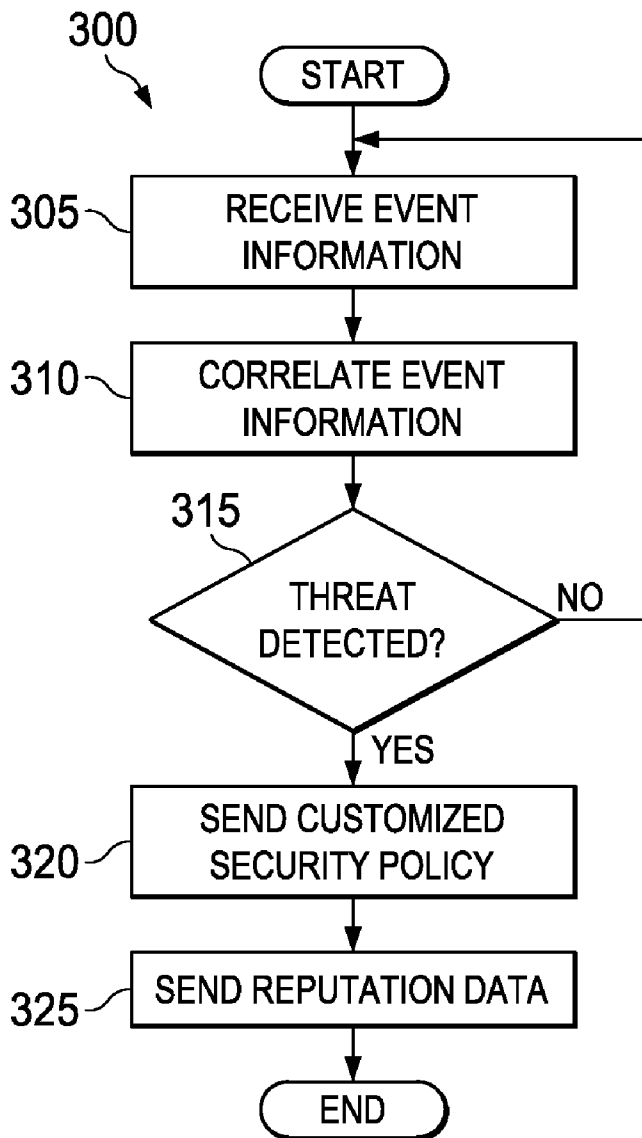 300
START
305
RECEIVE EVENT
INFORMATION
310
CORRELATE EVENT
INFORMATION
315
THREAT
DETECTED?
NO
YES
320
SEND CUSTOMIZED
SECURITY POLICY
325
SEND REPUTATION DATA
END